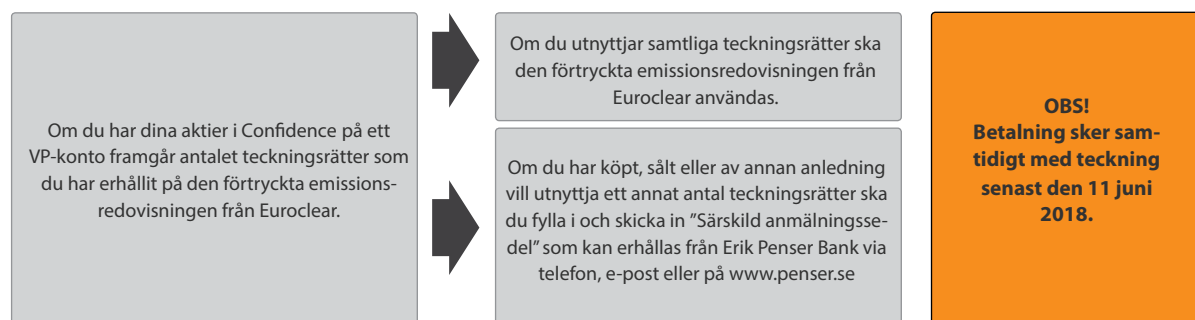 Om du har dina aktier i Confidence på ett
VP-konto framgår antalet teckningsrätter som
du har erhållit på den förtryckta emissions-
redovisningen från Euroclear.
Om du utnyttjar samtliga teckningsrätter ska
den förtryckta emissionsredovisningen från
Euroclear användas.
Om du har köpt, sålt eller av annan anledning
vill utnyttja ett annat antal teckningsrätter ska
du fylla i och skicka in ”Särskild anmälningsse-
del” som kan erhållas från Erik Penser Bank via
telefon, e-post eller på www.penser.se
OBS!
Betalning sker sam-
tidigt med teckning
senast den 11 juni
2018.